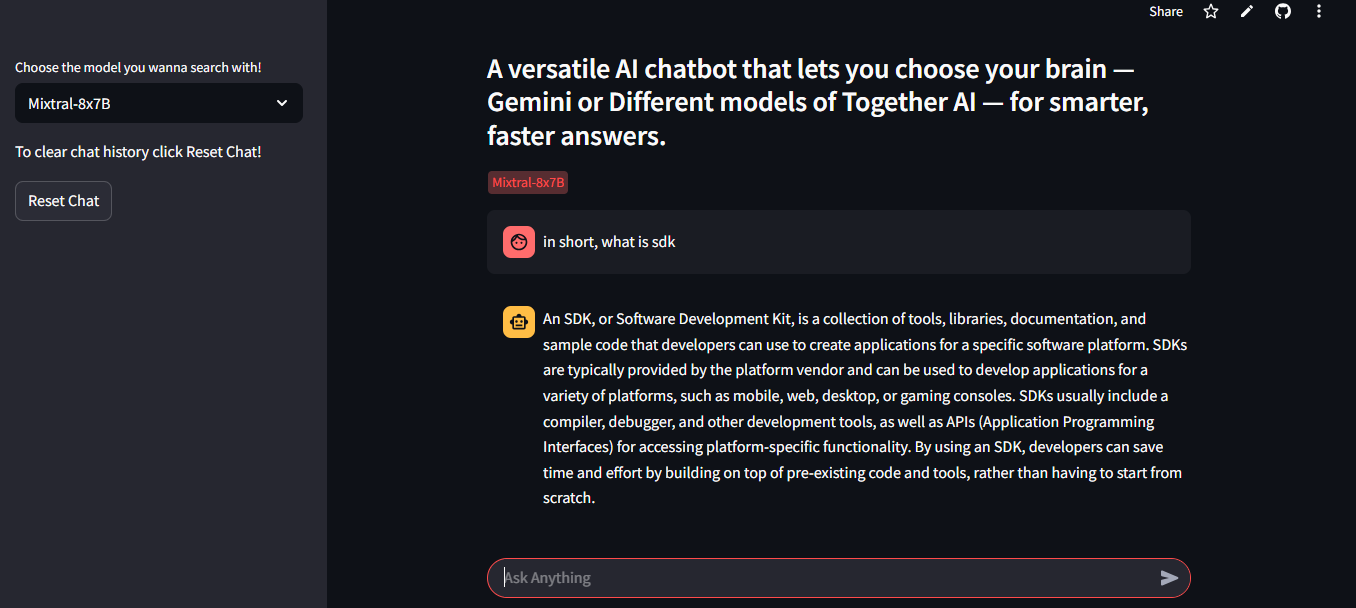 Share
Choose the model you wanna search with!
Mixtral-8x7B
To clear chat history click Reset Chat!
Reset Chat
A versatile AI chatbot that lets you choose your brain —
Gemini or Different models of Together AI — for smarter,
faster answers.
Mixtral-8x7B
in short, what is sdk
An SDK, or Software Development Kit, is a collection of tools, libraries, documentation, and
sample code that developers can use to create applications for a specific software platform. SDKs
are typically provided by the platform vendor and can be used to develop applications for a
variety of platforms, such as mobile, web, desktop, or gaming consoles. SDKs usually include a
compiler, debugger, and other development tools, as well as APIs (Application Programming
Interfaces) for accessing platform-specific functionality. By using an SDK, developers can save
time and effort by building on top of pre-existing code and tools, rather than having to start from
scratch.
Ask Anything